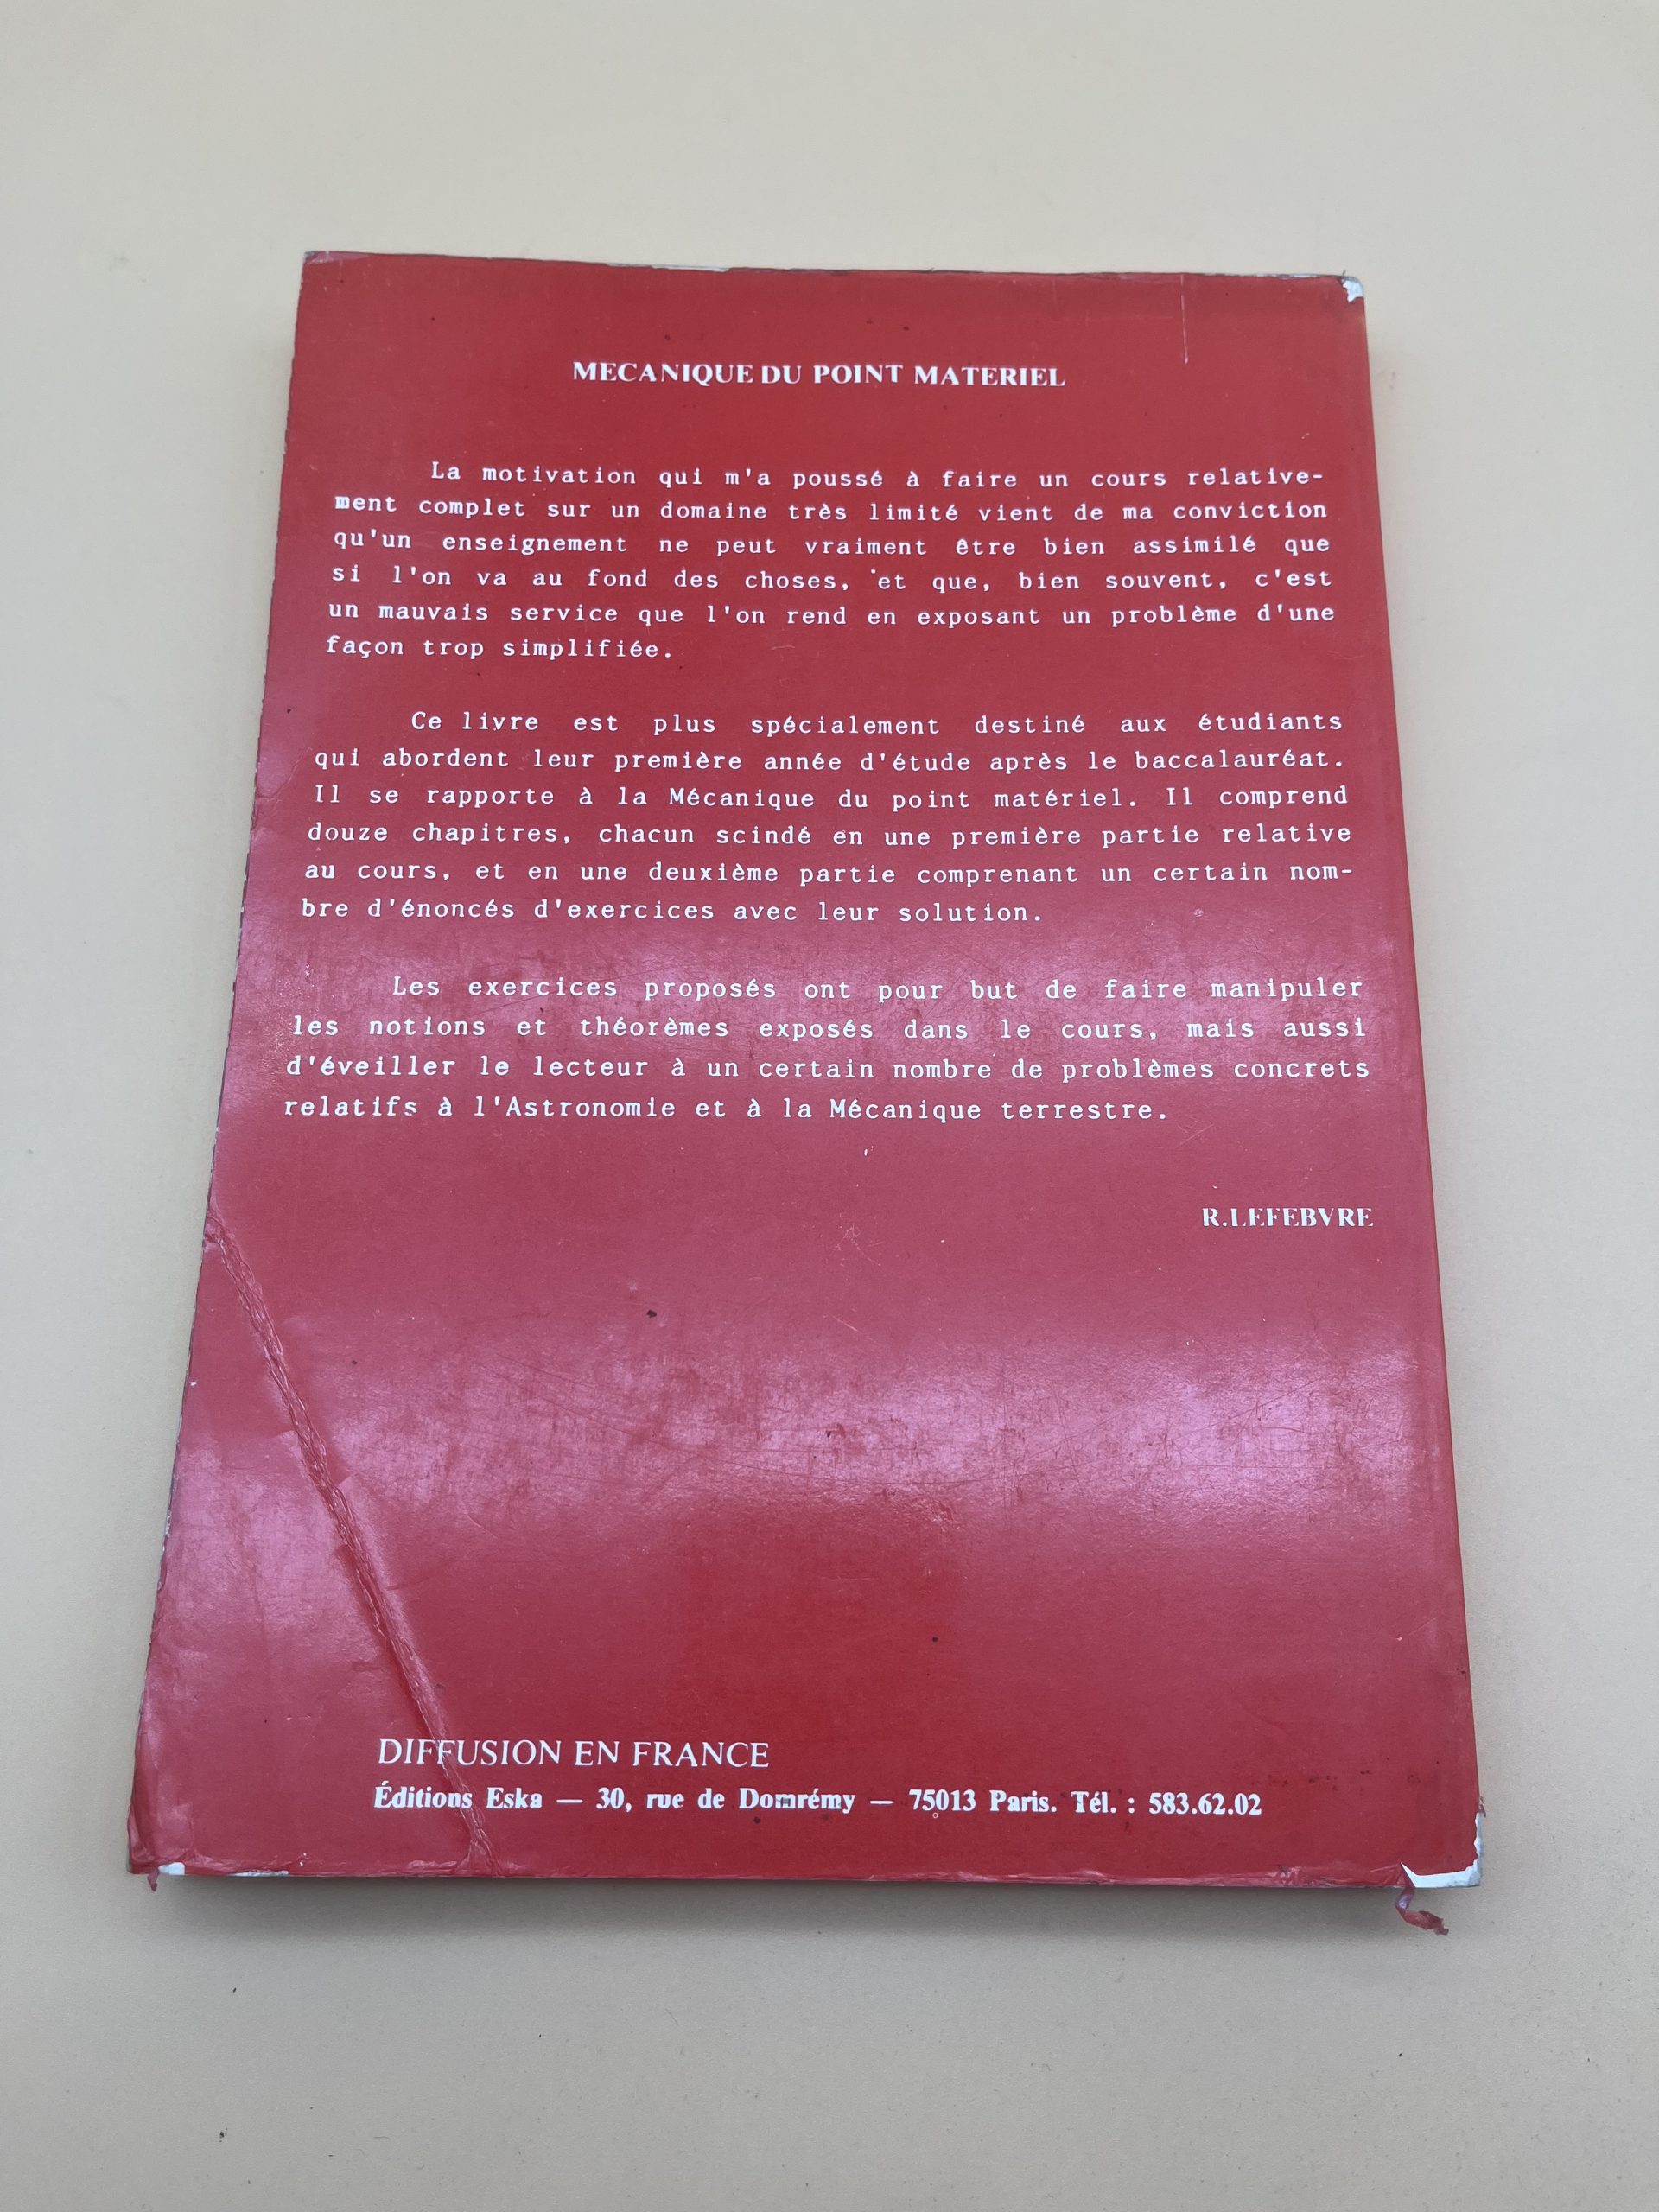 MECANIQUE DU POINT MATERIEL
La motivation qui m'a poussé à faire un cours relative-
ment complet sur un domaine très limité vient de ma conviction
qu'un enseignement ne peut vraiment être bien assimilé que
si l'on va au fond des choses, et que, bien souvent, c'est
un mauvais service que l'on rend en exposant un problème d'une
façon trop simplifiée.
Ce livre est plus spécialement destiné aux étudiants
qui abordent leur première année d'étude après le baccalauréat.
Il se rapporte à la Mécanique du point matériel. Il comprend
douze chapitres, chacun scindé en une première partie relative
au cours, et en une deuxième partie comprenant un certain nom-
bre d'énoncés d'exercices avec leur solution.
Les exercices proposés ont pour but de faire manipuler
les notions et théorèmes exposés dans le cours, mais aussi
d'éveiller le lecteur à un certain nombre de problèmes concrets
relatifs à l'Astronomie et à la Mécanique terrestre.
R.LEFEBVRE
DIFFUSION EN FRANCE
Éditions Eska — 30, rue de Domrémy — 75013 Paris. Tél. : 583.62.02